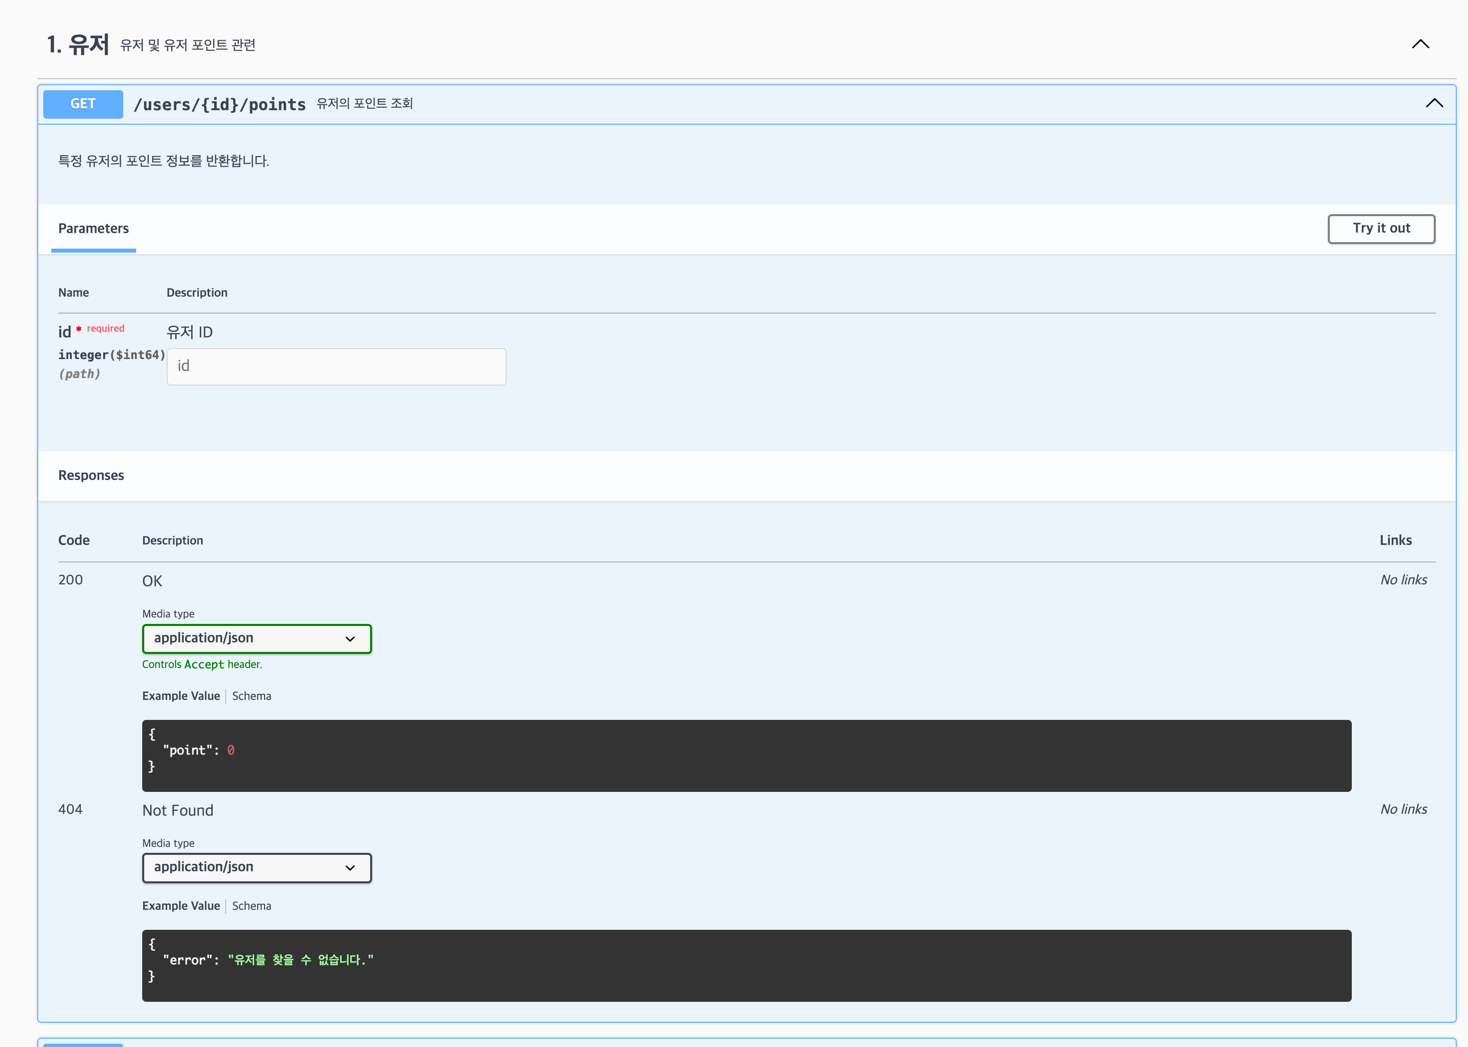 1. 유저 유저 및 유저 포인트 관련
GET /users/{id}/points 유저의 포인트 조회
특정 유저의 포인트 정보를 반환합니다.
Parameters Try it out
Name Description
id * required 유저 ID
integer($int64) id
(path)
Responses
Code Description Links
200 OK No links
Media type
application/json
Controls Accept header.
Example Value Schema
{
"point": 0
}
404 Not Found No links
Media type
application/json
Example Value Schema
{
"error": "유저를 찾을 수 없습니다."
}